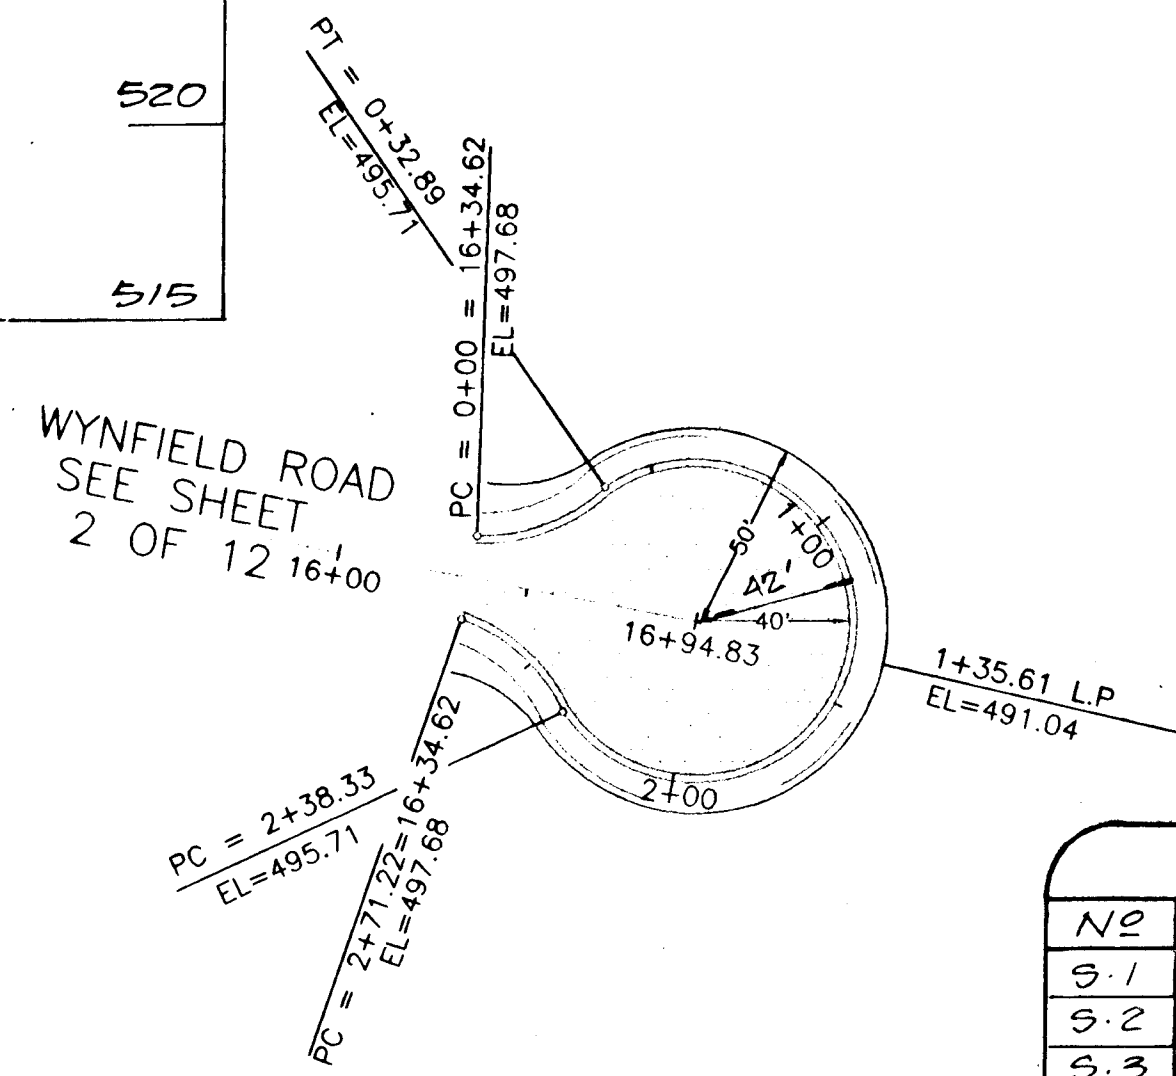 520
515
PT = 0+32.89
EL=495.71
PC = 0+00 = 16+34.62
EL=497.68
WYNFIELD ROAD
SEE SHEET
2 OF 12
16+00
50'
1+00
42'
40'
16+94.83
1+35.61 L.P
EL=491.04
2+00
PC = 2+38.33
EL=495.71
PC = 2+71.22=16+34.62
EL=497.68
Nº
S.1
S.2
S.3